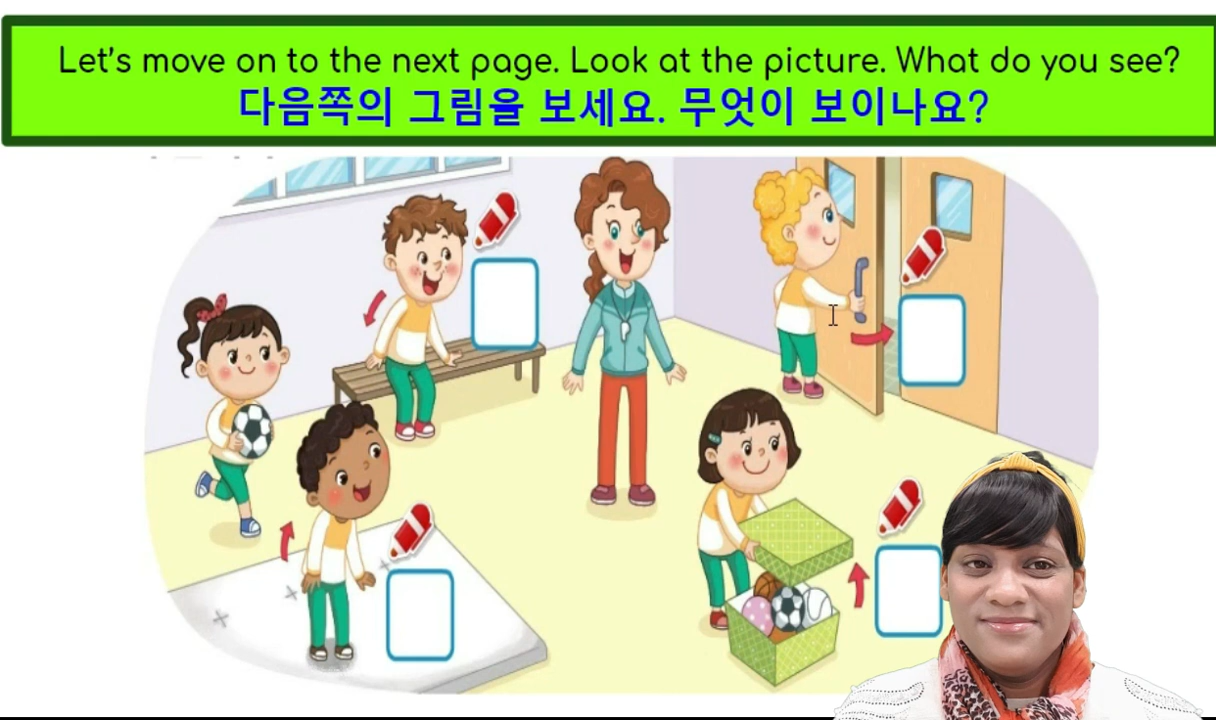 Let's move on to the next page. Look at the picture. What do you see?
다음쪽의 그림을 보세요. 무엇이 보이나요?